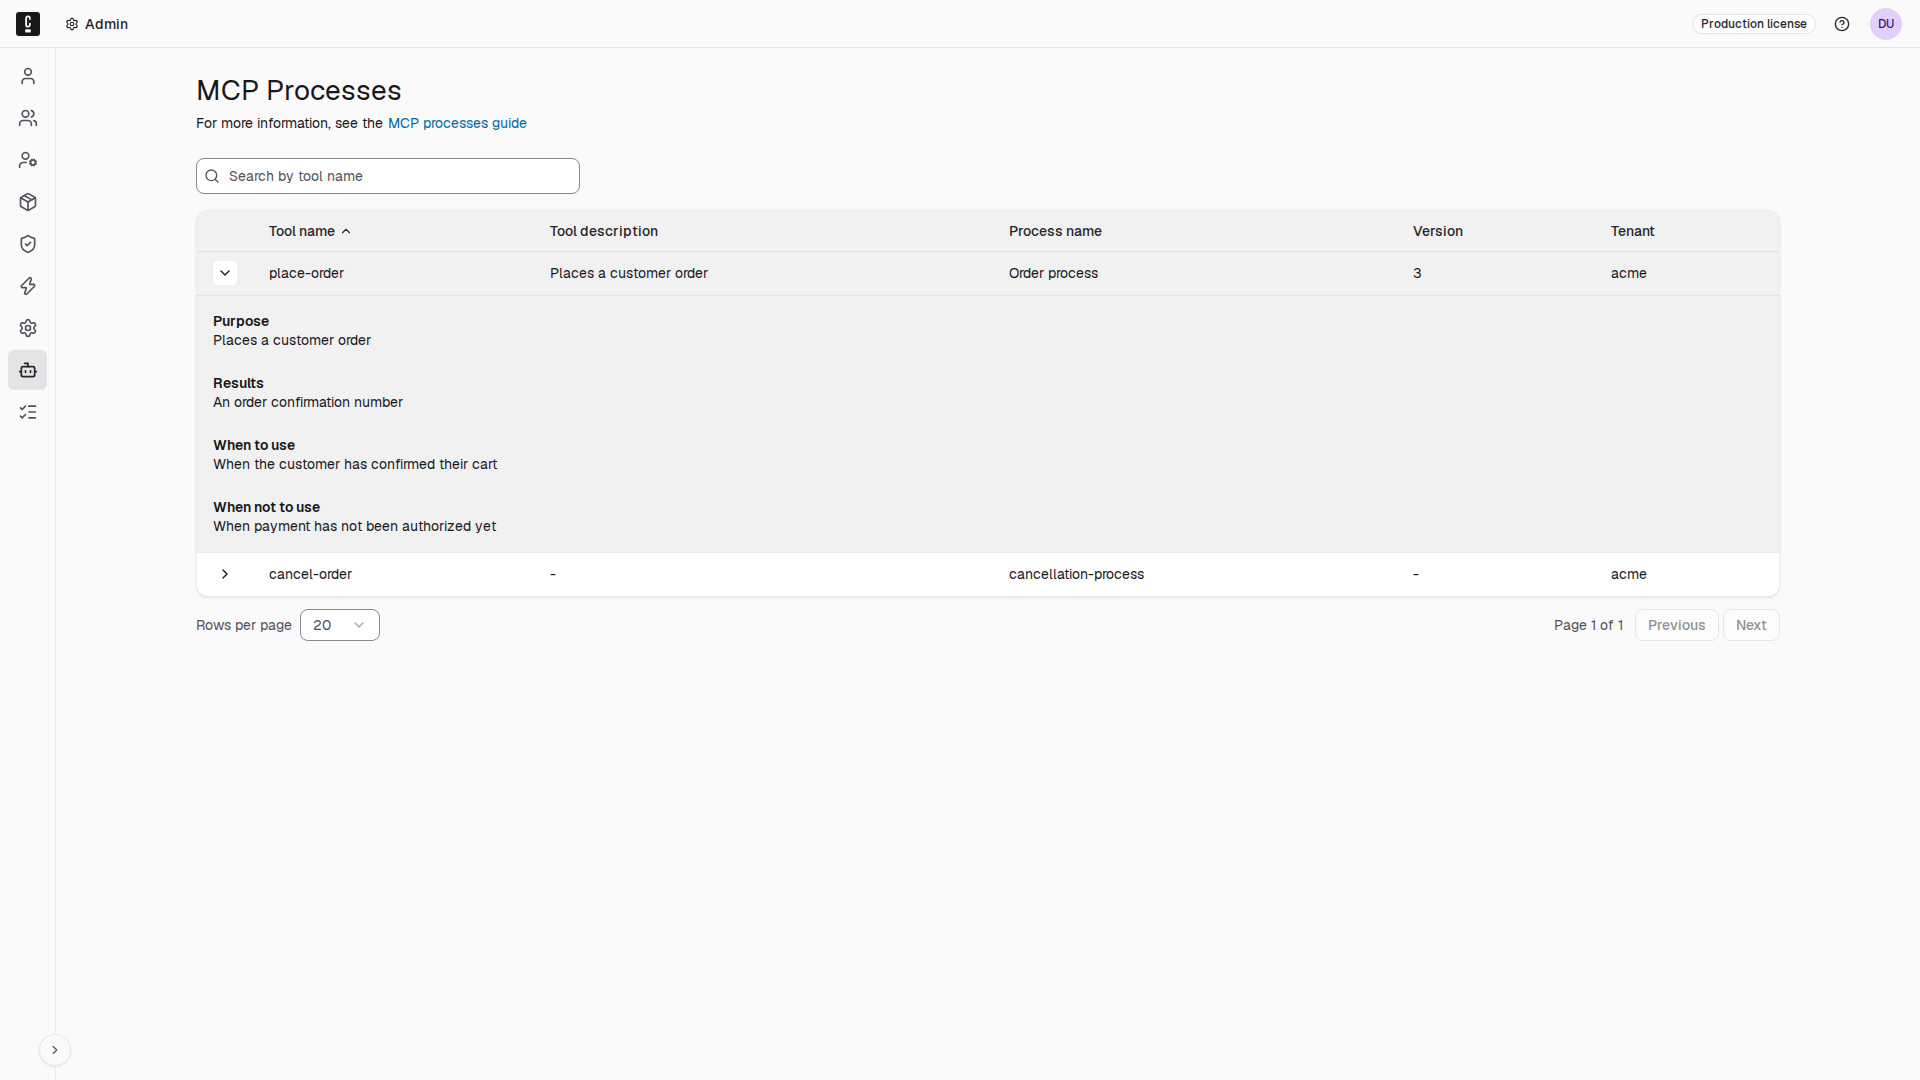 Admin
Production license
DU
MCP Processes
For more information, see the MCP processes guide
Search by tool name
Tool name Tool description Process name Version Tenant
place-order Places a customer order Order process 3 acme
Purpose
Places a customer order
Results
An order confirmation number
When to use
When the customer has confirmed their cart
When not to use
When payment has not been authorized yet
cancel-order - cancellation-process - acme
Rows per page 20
Page 1 of 1 Previous Next